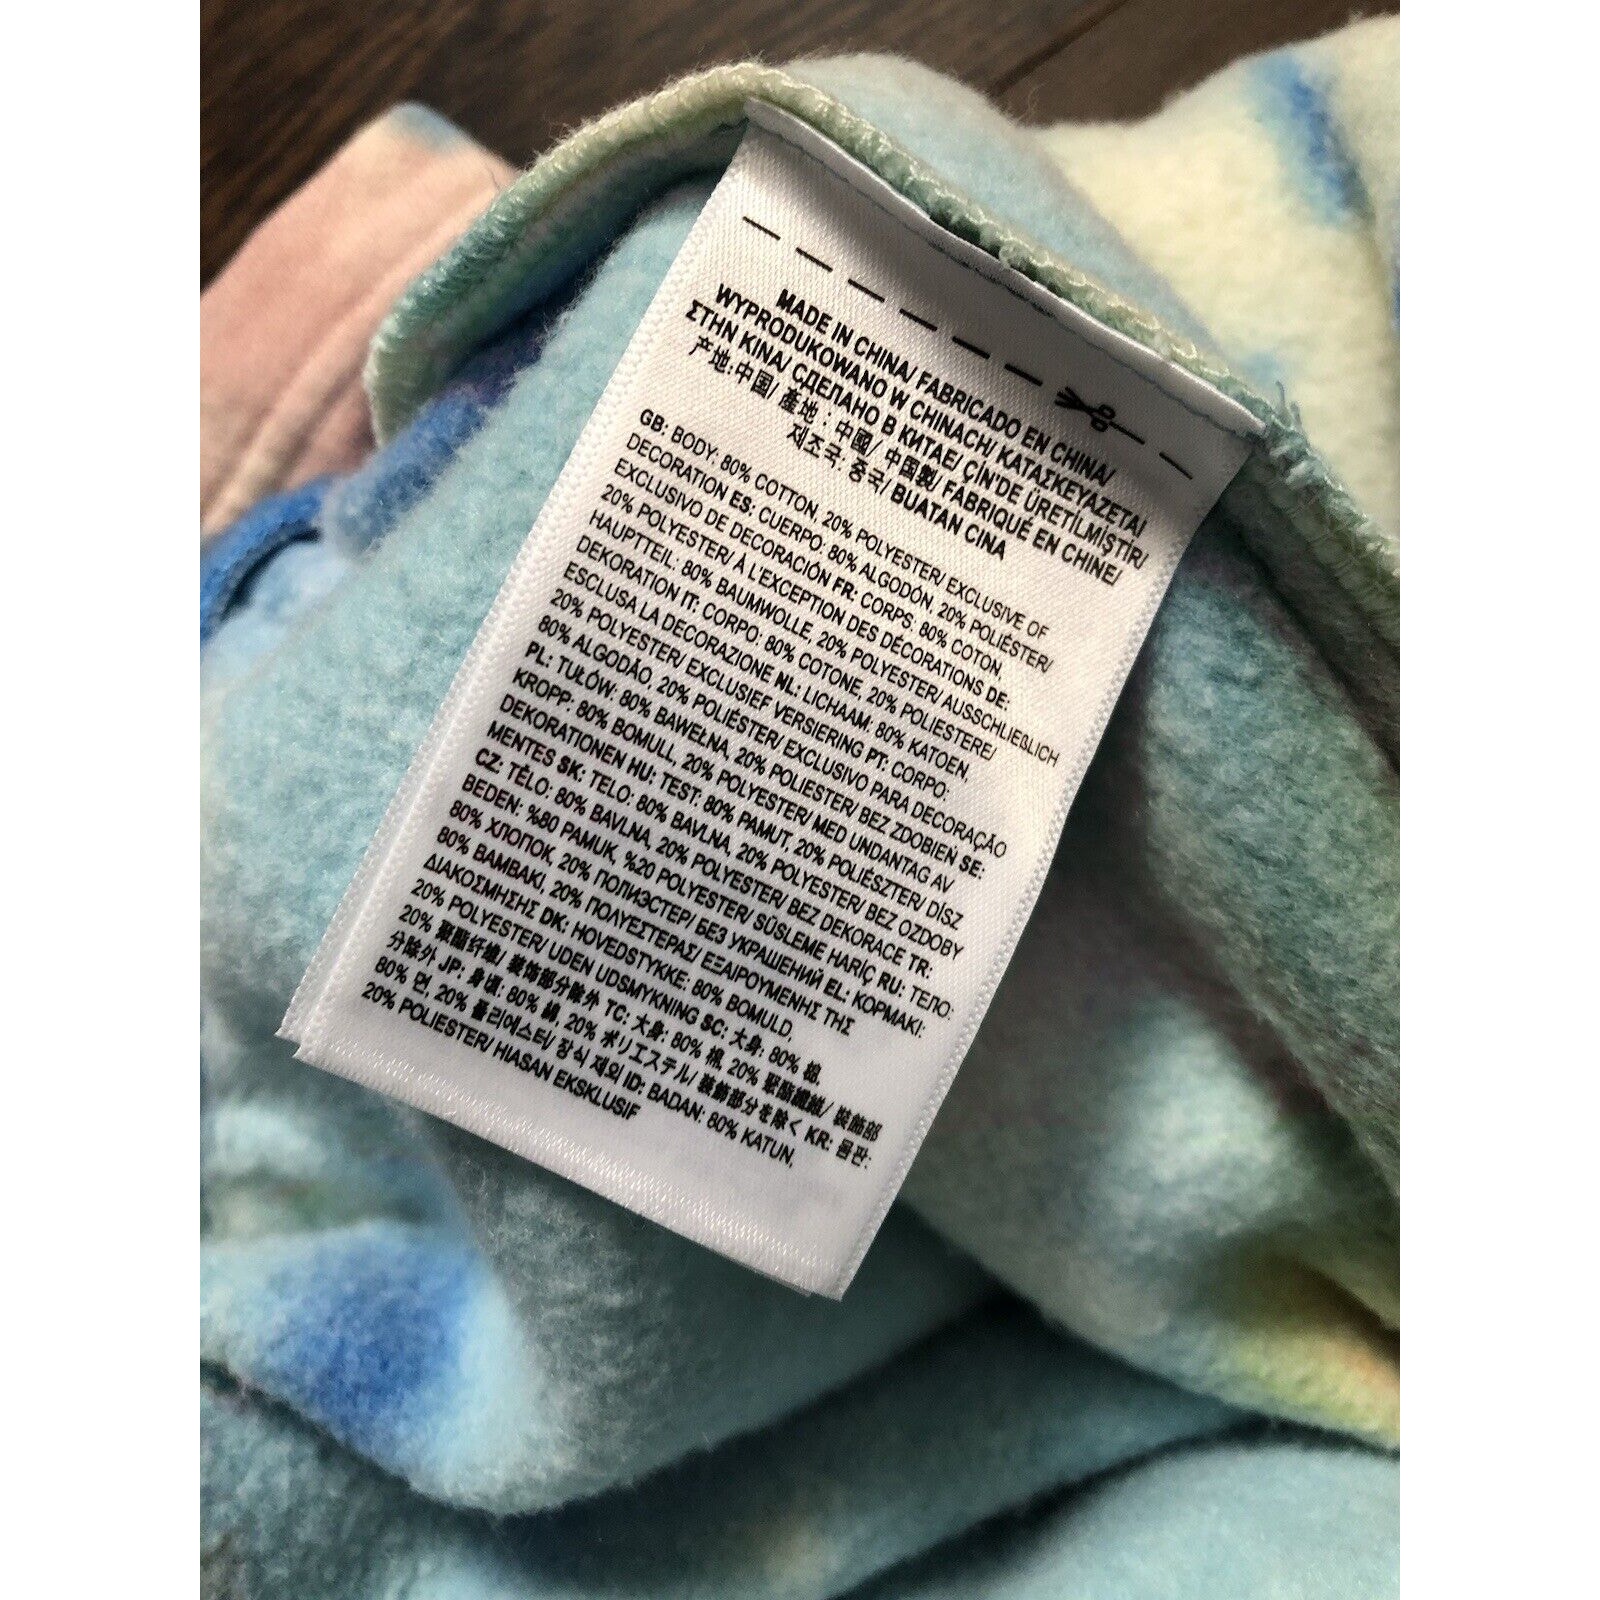 MADE IN CHINA/ FABRICADO EN CHINA/
WYPRODUKOWANO W CHINACH/ ΚΑΤΑΣΚΕΥΑΖΕΤΑΙ
ΣΤΗΝ ΚΙΝΑ/ СДЕЛАНО В КИТАЕ/ ÇİN'DE ÜRETİLMİŞTİR/
产地:中国/ 產地:中國/ 中国製/ FABRIQUÉ EN CHINE/
제조국: 중국/ BUATAN CINA
GB: BODY: 80% COTTON, 20% POLYESTER/ EXCLUSIVE OF
DECORATION ES: CUERPO: 80% ALGODÓN, 20% POLIÉSTER/
EXCLUSIVO DE DECORACIÓN FR: CORPS, 80% COTON,
20% POLYESTER/ À L'EXCEPTION DES DÉCORATIONS DE:
HAUPTTEIL: 80% BAUMWOLLE, 20% POLYESTER/ AUSSCHLIEßLICH
DEKORATION IT: CORPO: 80% COTONE, 20% POLIESTERE/
ESCLUSA LA DECORAZIONE NL: LICHAAM: 80% KATOEN,
20% POLYESTER/ EXCLUSIEF VERSIERING PT: CORPO:
80% ALGODÃO, 20% POLIÉSTER/ EXCLUSIVO PARA DECORAÇÃO
PL: TUŁÓW: 80% BAWEŁNA, 20% POLIESTER/ BEZ ZDOBIEŃ SE:
KROPP: 80% BOMULL, 20% POLYESTER/ MED UNDANTAG AV
DEKORATIONEN HU: TEST: 80% PAMUT, 20% POLIÉSZTER/ DÍSZ
MENTES SK: TELO: 80% BAVLNA, 20% POLYESTER/ BEZ OZDOBY
CZ: TĚLO: 80% BAVLNA, 20% POLYESTER/ BEZ DEKORACE TR:
BEDEN: %80 PAMUK, %20 POLYESTER/ SÜSLEME HARİÇ RU: ТЕЛО:
80% ХЛОПОК, 20% ПОЛИЭСТЕР/ БЕЗ УКРАШЕНИЙ EL: ΚΟΡΜΑΚΙ:
80% ΒΑΜΒΑΚΙ, 20% ΠΟΛΥΕΣΤΕΡΑΣ/ ΕΞΑΙΡΟΥΜΕΝΗΣ ΤΗΣ
ΔΙΑΚΟΣΜΗΣΗΣ DK: HOVEDSTYKKE: 80% BOMULD,
20% POLYESTER/ UDEN UDSMYKNING SC: 大身: 80% 棉,
20% 聚酯纤维/ 装饰部分除外 TC: 大身: 80% 棉, 20% 聚酯纖維/ 裝飾部
分除外 JP: 身頃: 80% 綿, 20% ポリエステル/ 装飾部分を除く KR: 몸판:
80% 면, 20% 폴리에스터/ 장식 제외 ID: BADAN: 80% KATUN,
20% POLIESTER/ HIASAN EKSKLUSIF